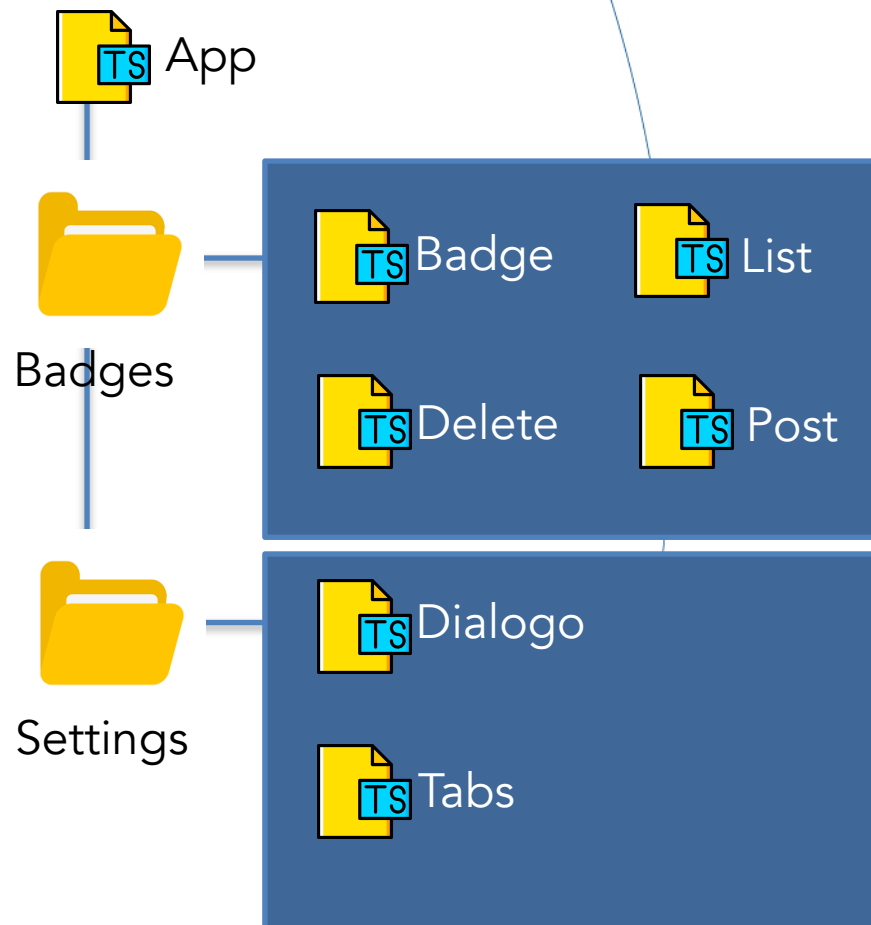 TS App
TS Badge
TS List
Badges
TS Delete
TS Post
TS Dialogo
Settings
TS Tabs